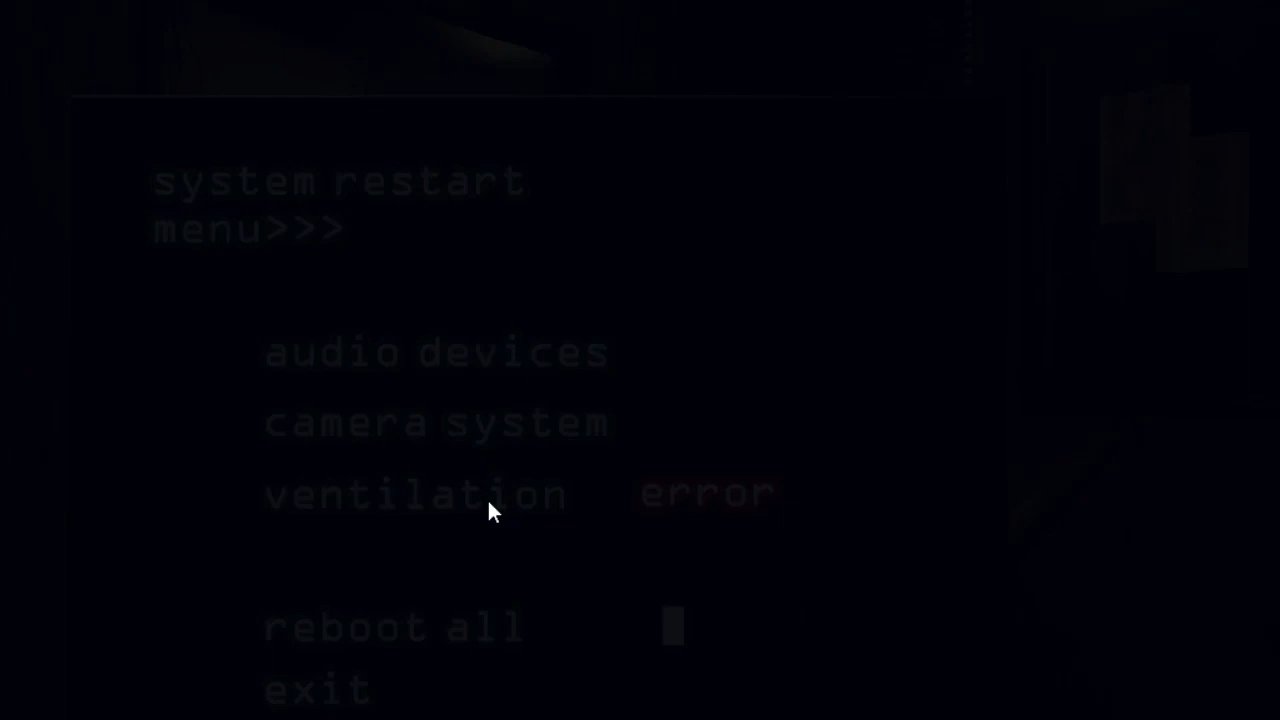 system restart
menu>>>
audio devices
camera system
ventilation error
reboot all
exit